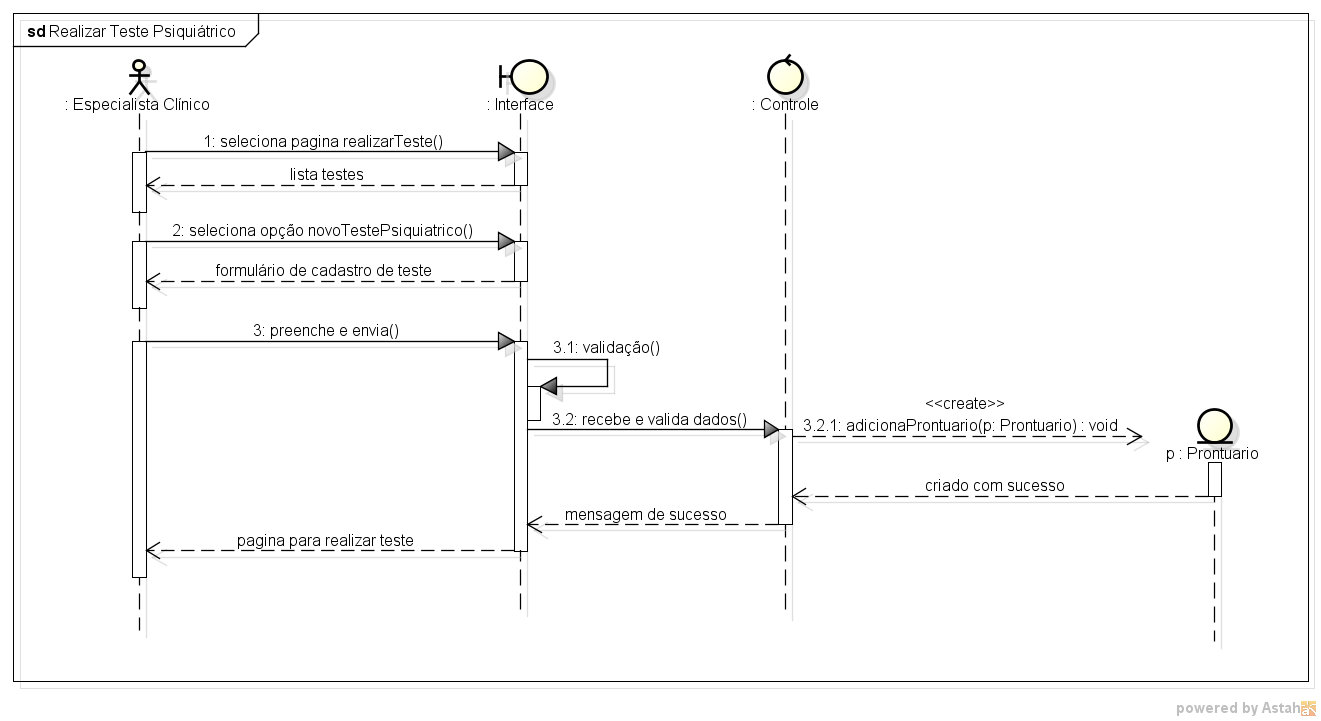 sd Realizar Teste Psiquiátrico
: Especialista Clínico
: Interface
: Controle
1: seleciona pagina realizarTeste()
lista testes
2: seleciona opção novoTestePsiquiatrico()
formulário de cadastro de teste
3: preenche e envia()
3.1: validação()
<<create>>
3.2: recebe e valida dados()
3.2.1: adicionaProntuario(p: Prontuario) : void
p : Prontuario
criado com sucesso
mensagem de sucesso
pagina para realizar teste
powered by Astah